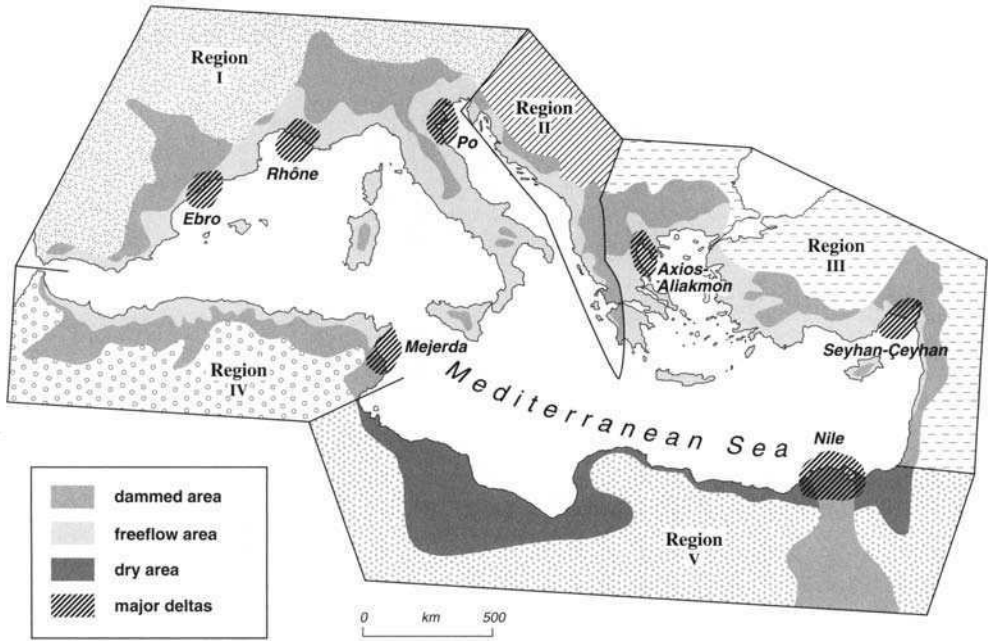 Region
I
Region
II
Po
Rhône
Ebro
Region
III
Axios-
Aliakmon
Seyhan-Çeyhan
Mejerda
Region
IV
Mediterranean Sea
Nile
Region
V
dammed area
freeflow area
dry area
major deltas
0 km 500